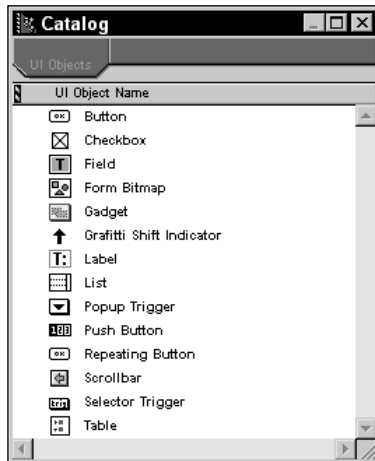 Catalog
UI Objects
UI Object Name
Button
Checkbox
Field
Form Bitmap
Gadget
Grafitti Shift Indicator
Label
List
Popup Trigger
Push Button
Repeating Button
Scrollbar
Selector Trigger
Table